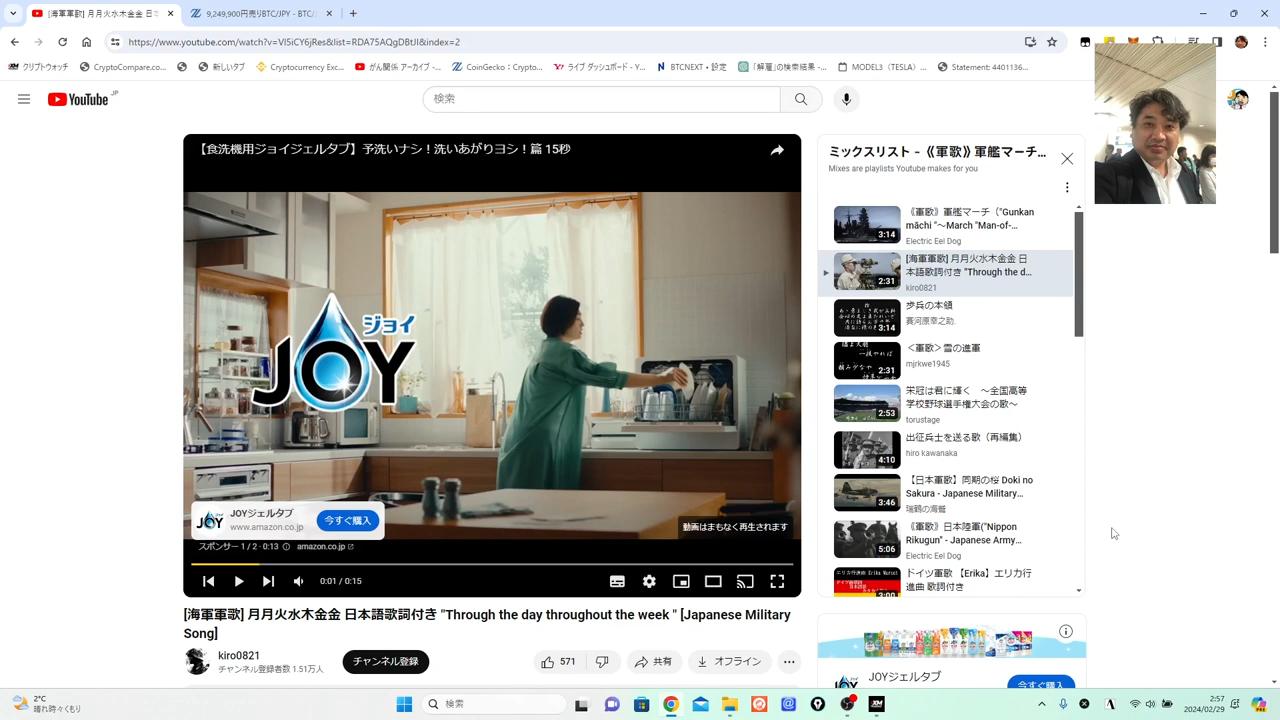 [海軍軍歌] 月月火水木金金 日
9,249,900円売りBTC/JPY - BTC/
https://www.youtube.com/watch?v=VI5iCY6jRes&list=RDA75AQgDBtJI&index=2
クリプトウォッチ
CryptoCompare.co...
新しいタブ
Cryptocurrency Exc...
がん関係 アーカイブ -...
CoinGecko : Crypto...
ライブ ダッシュボード - Y...
BTCNEXT • 設定
「解雇」の検索結果 -...
MODEL3（TESLA）...
Statement: 4401136...
YouTube JP
検索
【食洗機用ジョイジェルタブ】予洗いナシ！洗いあがりヨシ！篇 15秒
ジョイ
JOY
JOY
JOYジェルタブ
www.amazon.co.jp
今すぐ購入
動画はまもなく再生されます
スポンサー 1 / 2 · 0:13
amazon.co.jp
0:01 / 0:15
[海軍軍歌] 月月火水木金金 日本語歌詞付き "Through the day throughout the week " [Japanese Military
Song]
kiro0821
チャンネル登録者数 1.51万人
チャンネル登録
571
共有
オフライン
ミックスリスト - 《軍歌》軍艦マーチ...
Mixes are playlists Youtube makes for you
《軍歌》軍艦マーチ（"Gunkan
māchi "～March "Man-of-...
Electric Eel Dog
3:14
[海軍軍歌] 月月火水木金金 日
本語歌詞付き "Through the d...
kiro0821
2:31
歩兵の本領
賽河原章之助.
3:14
＜軍歌＞雪の進軍
mjrkwe1945
2:31
栄冠は君に輝く　～全国高等
学校野球選手権大会の歌～
torustage
2:53
出征兵士を送る歌（再編集）
hiro kawanaka
4:10
【日本軍歌】同期の桜 Doki no
Sakura - Japanese Military...
瑞鶴の海鷲
3:46
《軍歌》日本陸軍("Nippon
Rikugun" - Japanese Army...
Electric Eel Dog
5:06
ドイツ軍歌 【Erika】エリカ行
進曲 歌詞付き
3:00
JOYジェルタブ
今すぐ購入
2°C
晴れ時々くもり
検索
2:57
2024/02/29